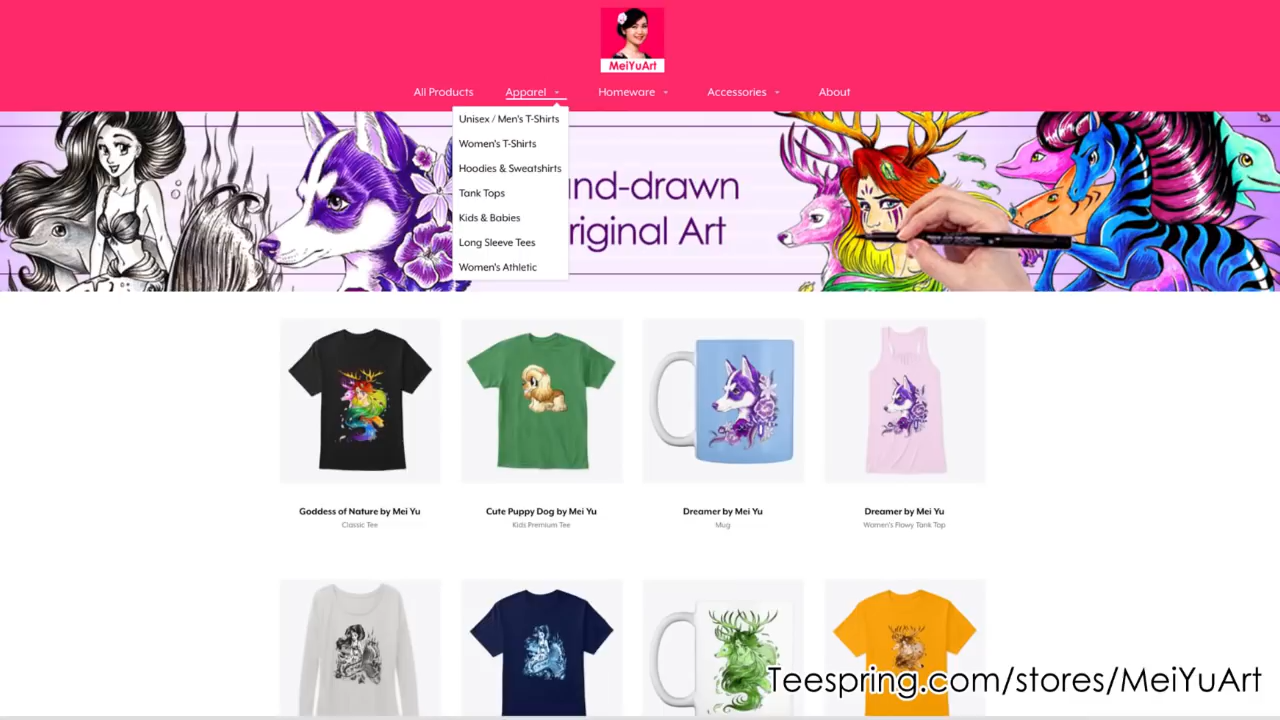 MeiYuArt
All Products
Apparel
Homeware
Accessories
About
Unisex / Men's T-Shirts
Women's T-Shirts
Hoodies & Sweatshirts
Tank Tops
Kids & Babies
Long Sleeve Tees
Women's Athletic
nd-drawn
riginal Art
Goddess of Nature by Mei Yu
Classic Tee
Cute Puppy Dog by Mei Yu
Kids Premium Tee
Dreamer by Mei Yu
Mug
Dreamer by Mei Yu
Women's Flowy Tank Top
Teespring.com/stores/MeiYuArt